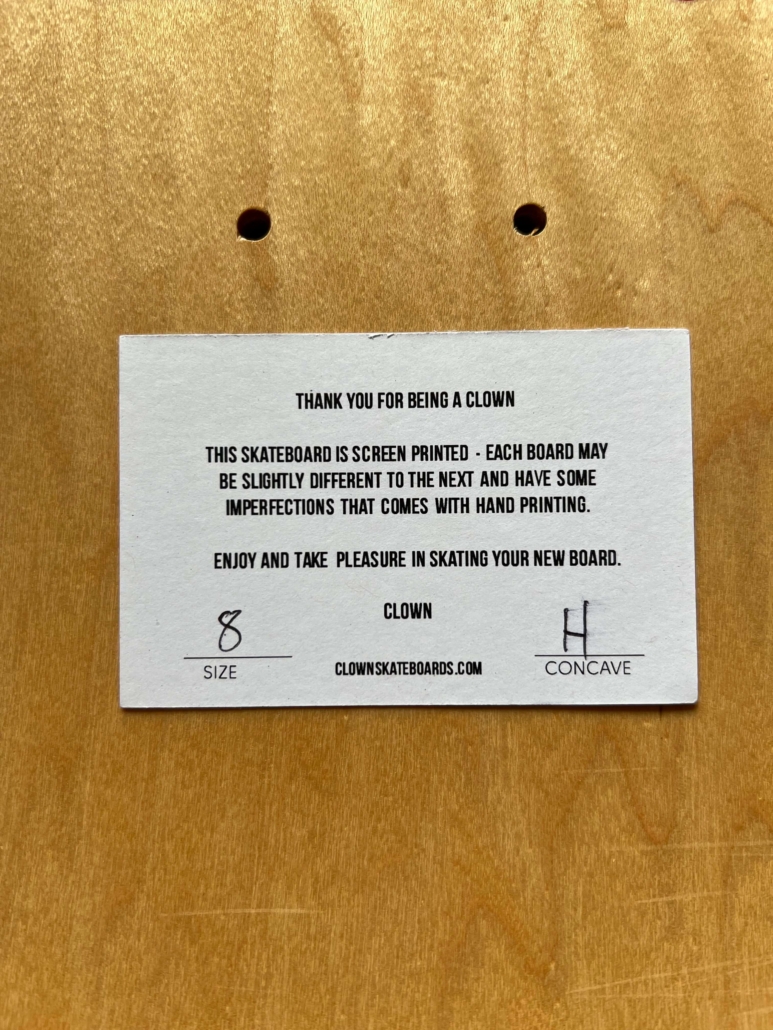 THANK YOU FOR BEING A CLOWN
THIS SKATEBOARD IS SCREEN PRINTED - EACH BOARD MAY
BE SLIGHTLY DIFFERENT TO THE NEXT AND HAVE SOME
IMPERFECTIONS THAT COMES WITH HAND PRINTING.
ENJOY AND TAKE PLEASURE IN SKATING YOUR NEW BOARD.
CLOWN
8
SIZE
CLOWNSKATEBOARDS.COM
H
CONCAVE